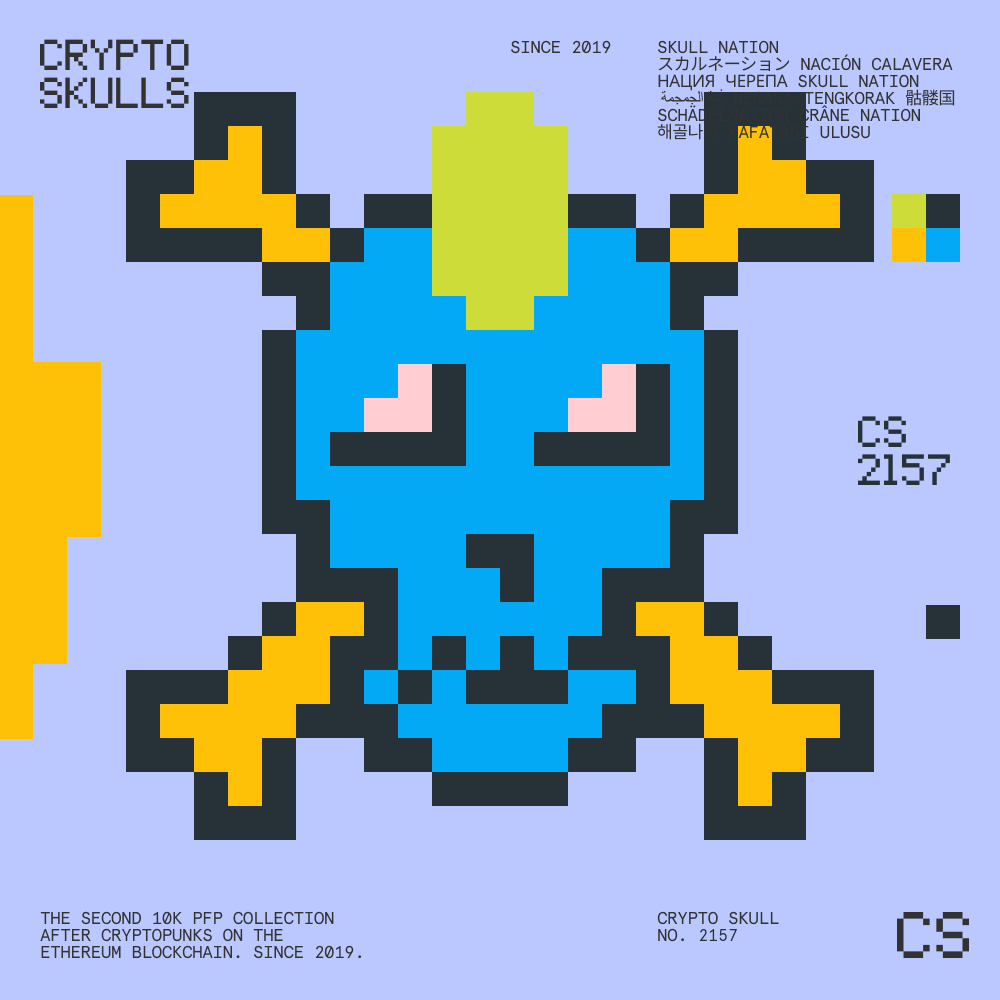 CRYPTO
SKULLS
SINCE 2019
SKULL NATION
スカルネーション NACIÓN CALAVERA
НАЦИЯ ЧЕРЕПА SKULL NATION
الجمجمة TENGKORAK 骷髅国
CRÂNE NATION
해골나 ULUSU
CS
2157
THE SECOND 10K PFP COLLECTION
AFTER CRYPTOPUNKS ON THE
ETHEREUM BLOCKCHAIN. SINCE 2019.
CRYPTO SKULL
NO. 2157
CS